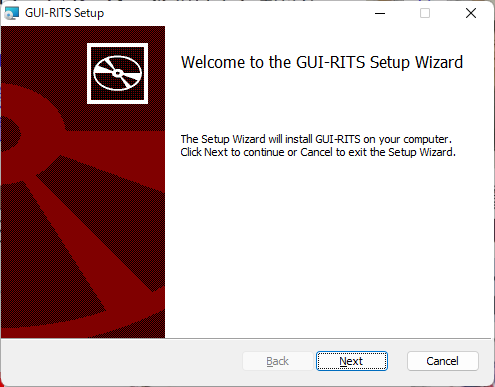 GUI-RITS Setup
Welcome to the GUI-RITS Setup Wizard
The Setup Wizard will install GUI-RITS on your computer.
Click Next to continue or Cancel to exit the Setup Wizard.
Back
Next
Cancel